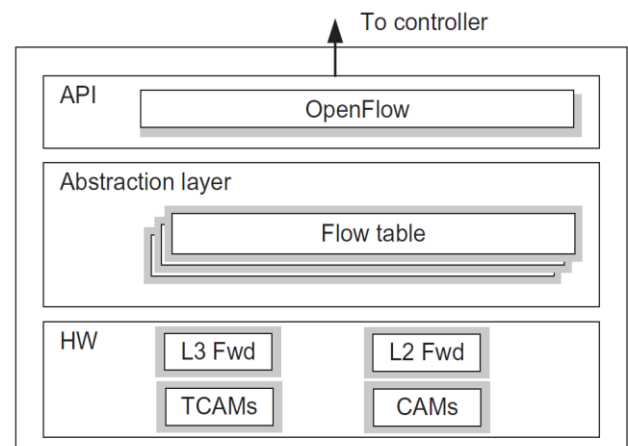 To controller
API
OpenFlow
Abstraction layer
Flow table
HW
L3 Fwd
L2 Fwd
TCAMs
CAMs